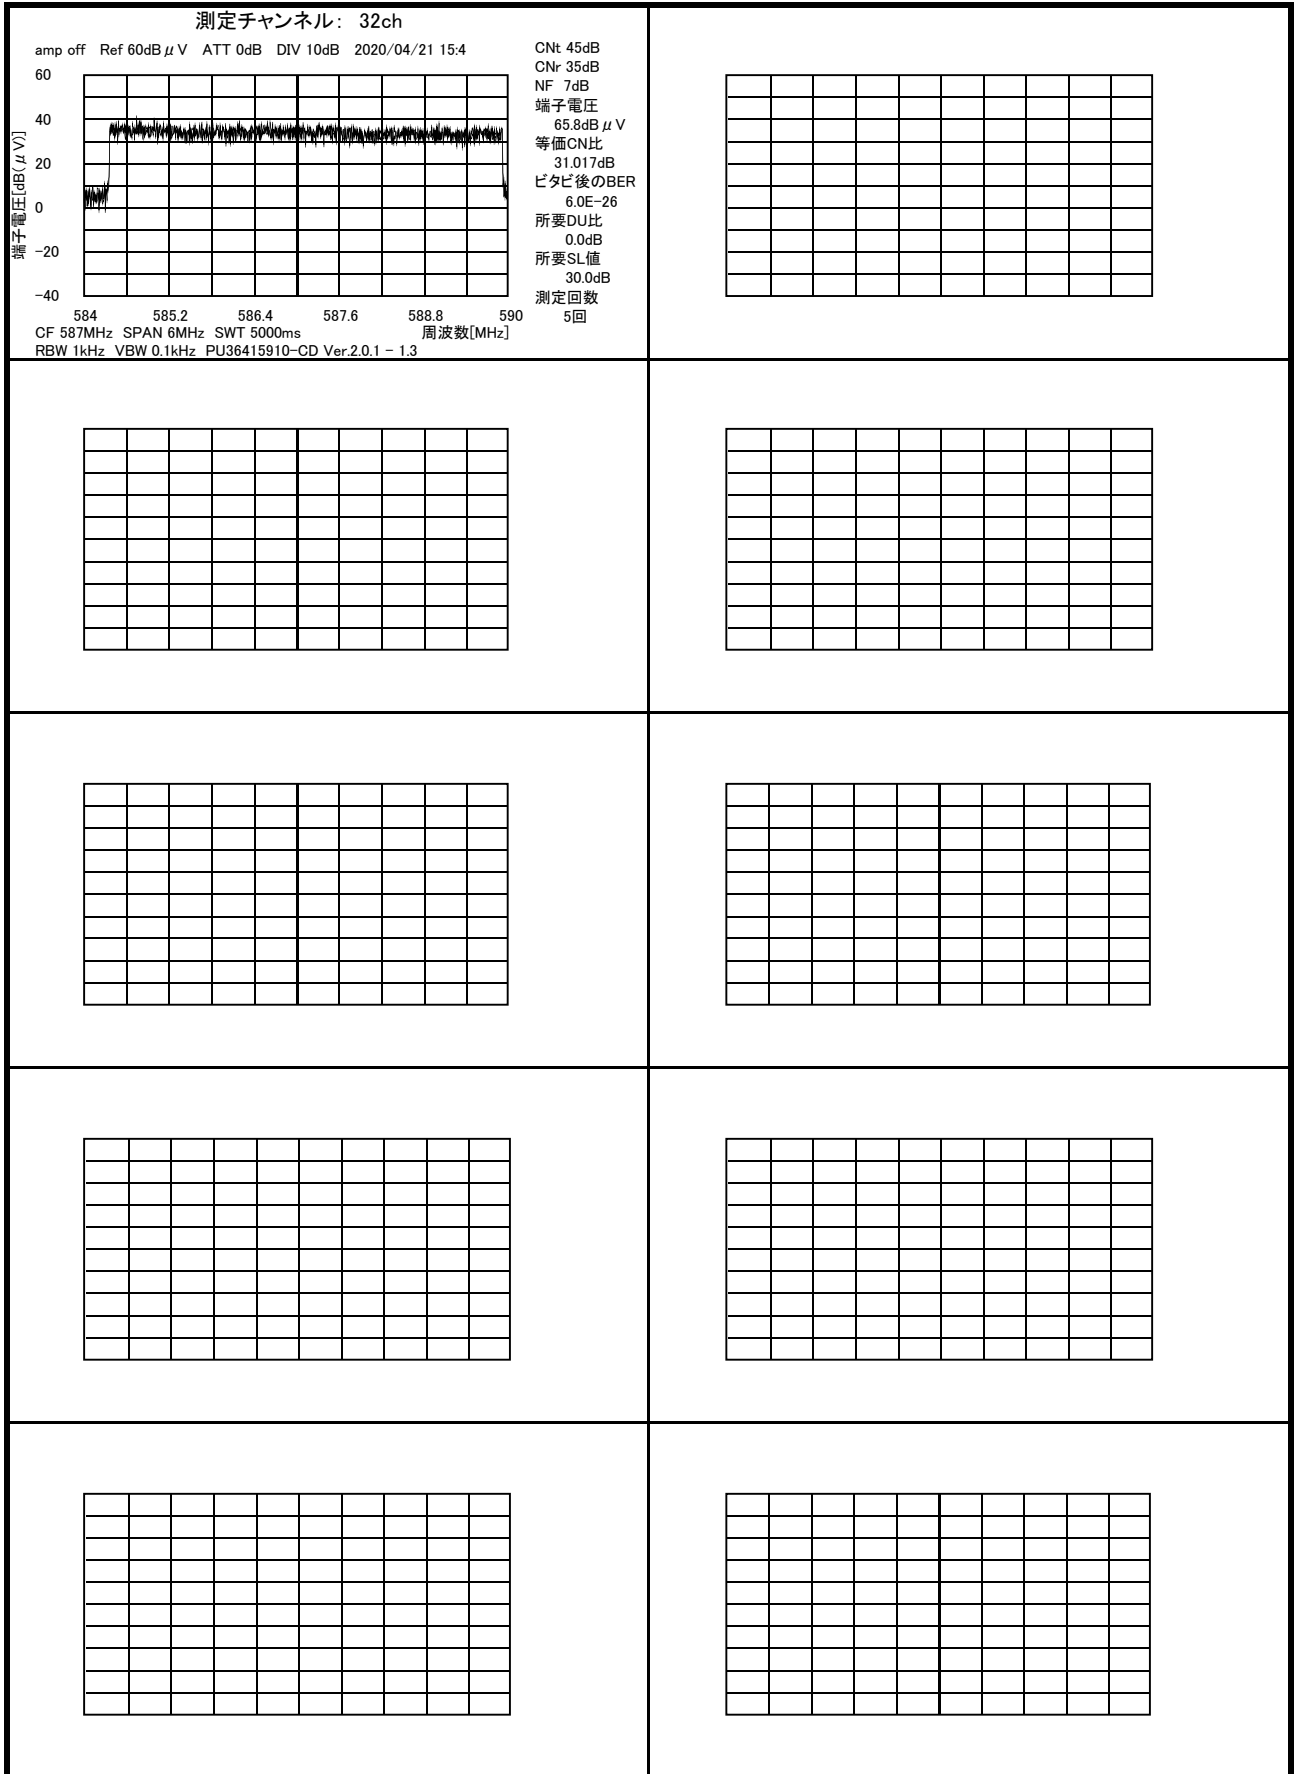 測定チャンネル: 32ch
amp off Ref 60dBμV ATT 0dB DIV 10dB 2020/04/21 15:4
端子電圧[dB(μV)]
60
40
20
0
-20
-40
584 585.2 586.4 587.6 588.8 590
CF 587MHz SPAN 6MHz SWT 5000ms 周波数[MHz]
RBW 1kHz VBW 0.1kHz PU36415910-CD Ver.2.0.1 - 1.3
CNt 45dB
CNr 35dB
NF 7dB
端子電圧
65.8dBμV
等価CN比
31.017dB
ビタビ後のBER
6.0E-26
所要DU比
0.0dB
所要SL値
30.0dB
測定回数
5回